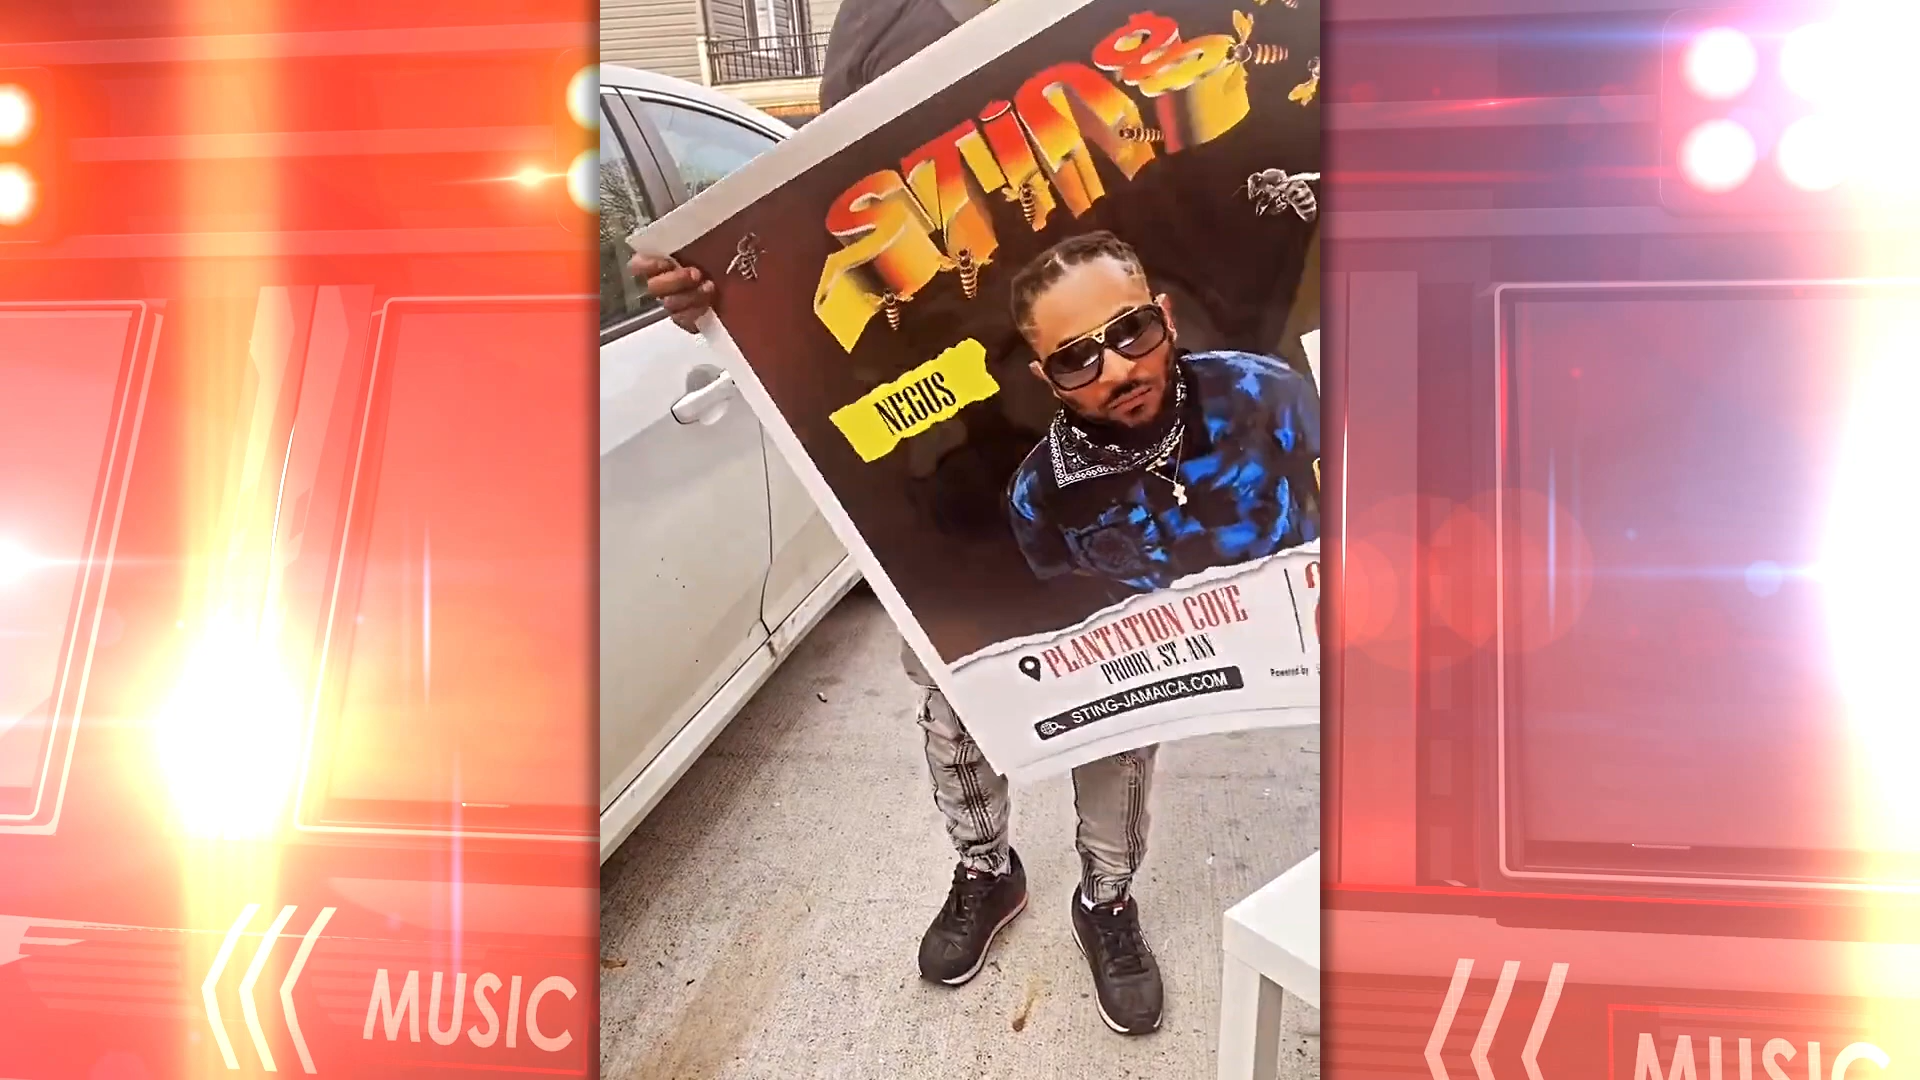 STING
NEGUS
PLANTATION COVE
PRIORY, ST. ANN
Powered by
STING-JAMAICA.COM
MUSIC
MUSIC